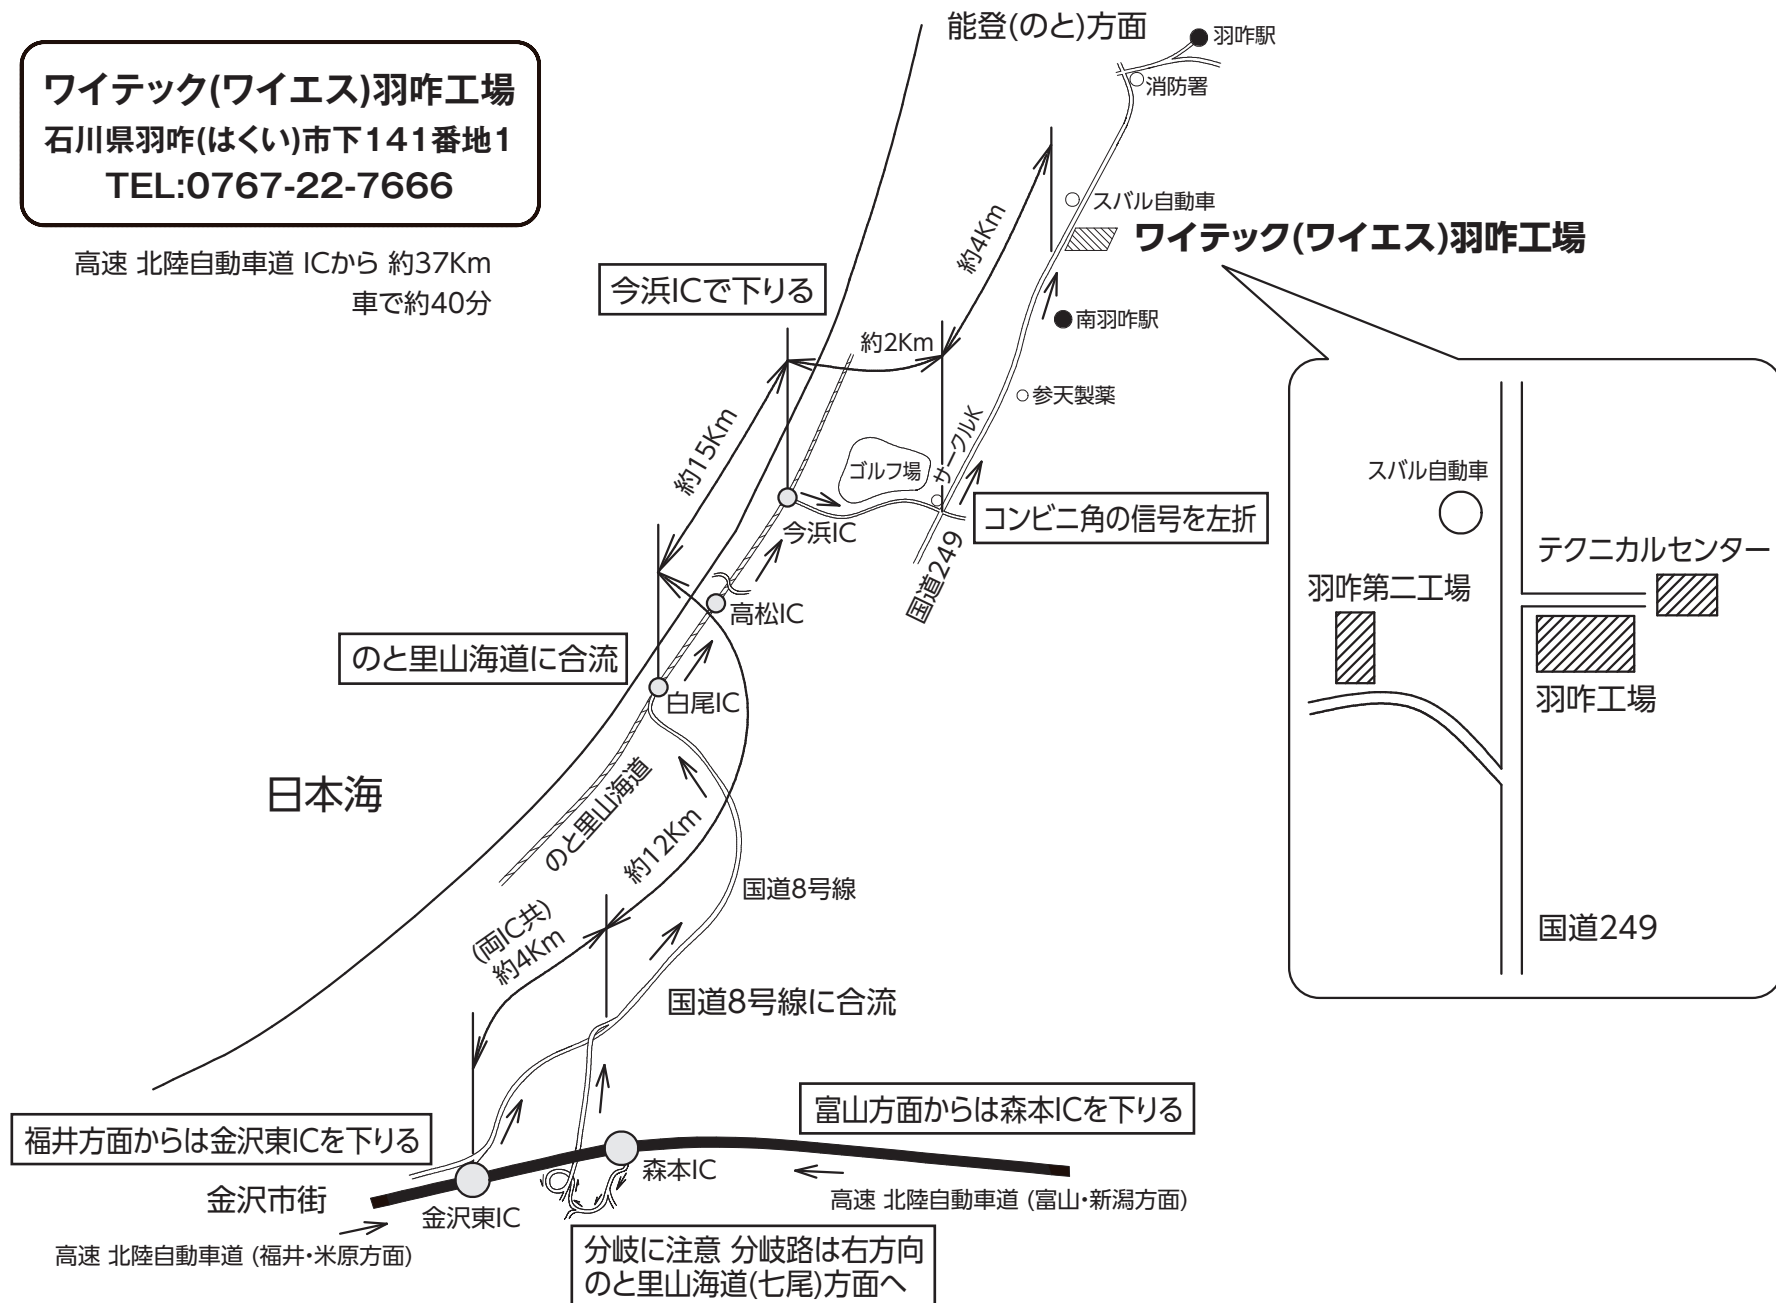 ワイテック(ワイエス)羽咋工場
石川県羽咋(はくい)市下141番地1
TEL:0767-22-7666
高速 北陸自動車道 ICから 約37Km
車で約40分
能登(のと)方面
羽咋駅
消防署
スバル自動車
ワイテック(ワイエス)羽咋工場
約4Km
今浜ICで下りる
南羽咋駅
約2Km
参天製薬
約15Km
サークルK
ゴルフ場
コンビニ角の信号を左折
今浜IC
国道249
高松IC
のと里山海道に合流
白尾IC
日本海
のと里山海道
約12Km
国道8号線
(両IC共)
約4Km
国道8号線に合流
福井方面からは金沢東ICを下りる
富山方面からは森本ICを下りる
森本IC
金沢市街
金沢東IC
高速 北陸自動車道 (富山・新潟方面)
高速 北陸自動車道 (福井・米原方面)
分岐に注意 分岐路は右方向
のと里山海道(七尾)方面へ
スバル自動車
テクニカルセンター
羽咋第二工場
羽咋工場
国道249